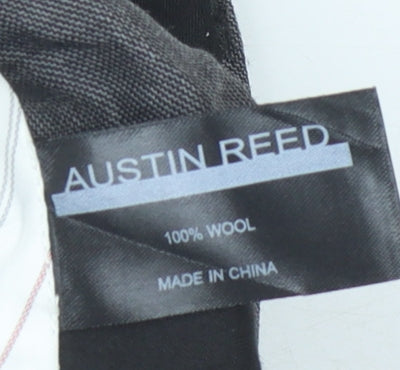 AUSTIN REED
100% WOOL
MADE IN CHINA